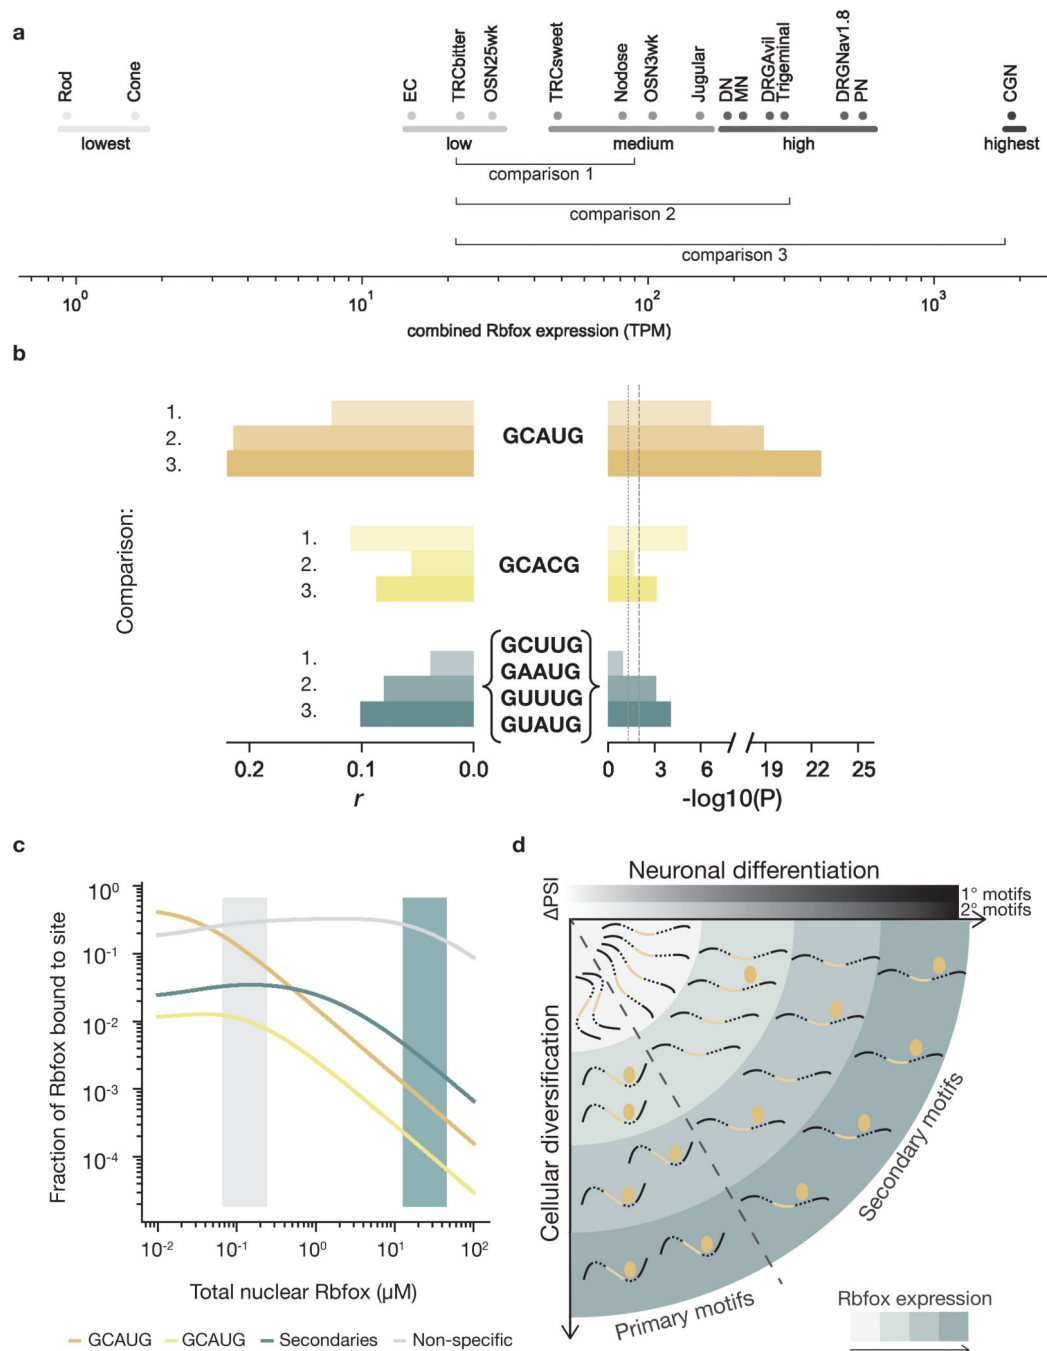 a
Rod
Cone
EC
TRCbitter
OSN25wk
TRCsweet
Nodose
OSN3wk
Jugular
DN
MN
DRGAvil
Trigeminal
DRGNav1.8
PN
CGN
lowest
low
medium
high
highest
comparison 1
comparison 2
comparison 3
10^0
10^1
10^2
10^3
combined Rbfox expression (TPM)
b
Comparison:
1.
2.
3.
GCAUG
1.
2.
3.
GCACG
1.
2.
3.
GCUUG
GAAUG
GUUUG
GUAUG
0.2 0.1 0.0
r
0 3 6 19 22 25
-log10(P)
c
Fraction of Rbfox bound to site
10^0
10^-1
10^-2
10^-3
10^-4
10^-2 10^-1 10^0 10^1 10^2
Total nuclear Rbfox (µM)
GCAUG GCAUG Secondaries Non-specific
d
Neuronal differentiation
ΔPSI
1° motifs
2° motifs
Cellular diversification
Secondary motifs
Primary motifs
Rbfox expression